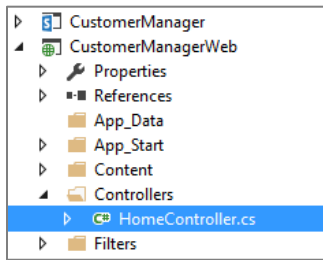 CustomerManager
CustomerManagerWeb
Properties
References
App_Data
App_Start
Content
Controllers
C# HomeController.cs
Filters